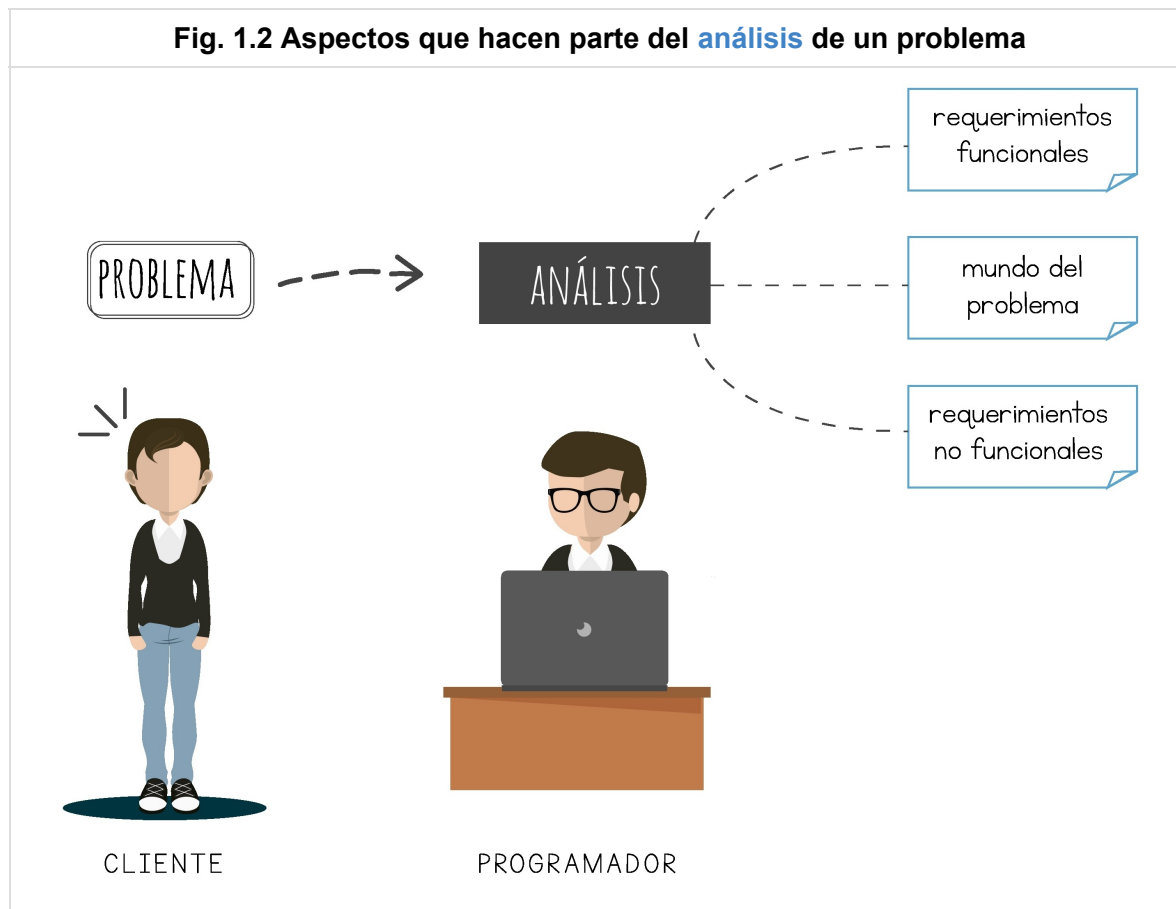 Fig. 1.2 Aspectos que hacen parte del análisis de un problema
requerimientos
funcionales
PROBLEMA
ANÁLISIS
mundo del
problema
requerimientos
no funcionales
CLIENTE
PROGRAMADOR